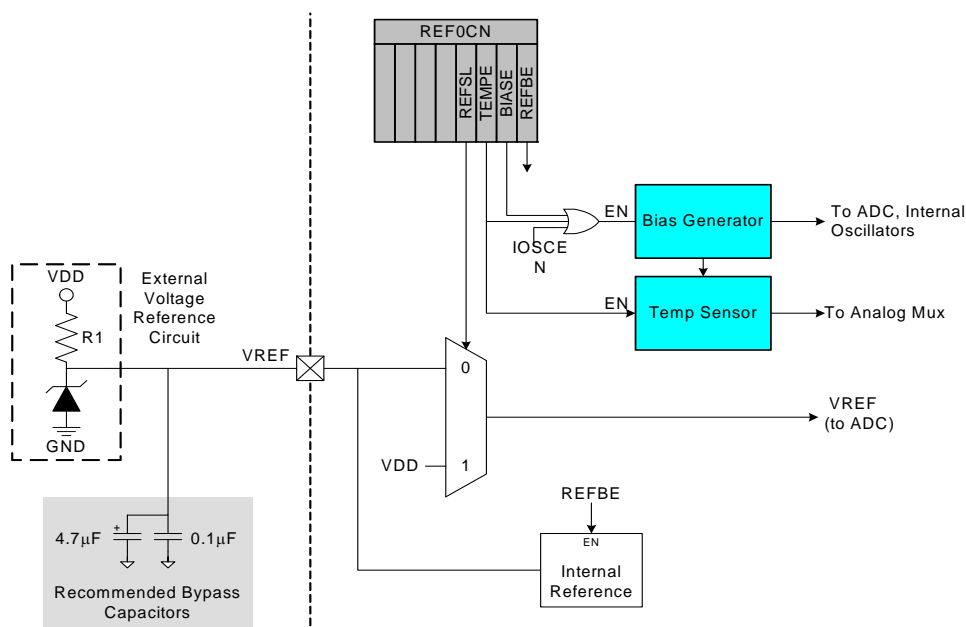 REF0CN
REFSL
TEMPE
BIASE
REFBE
EN
Bias Generator
To ADC, Internal
Oscillators
IOSCE
N
EN
Temp Sensor
To Analog Mux
VDD
R1
GND
External
Voltage
Reference
Circuit
VREF
0
VREF
(to ADC)
VDD
1
REFBE
EN
Internal
Reference
4.7µF
+
0.1µF
Recommended Bypass
Capacitors